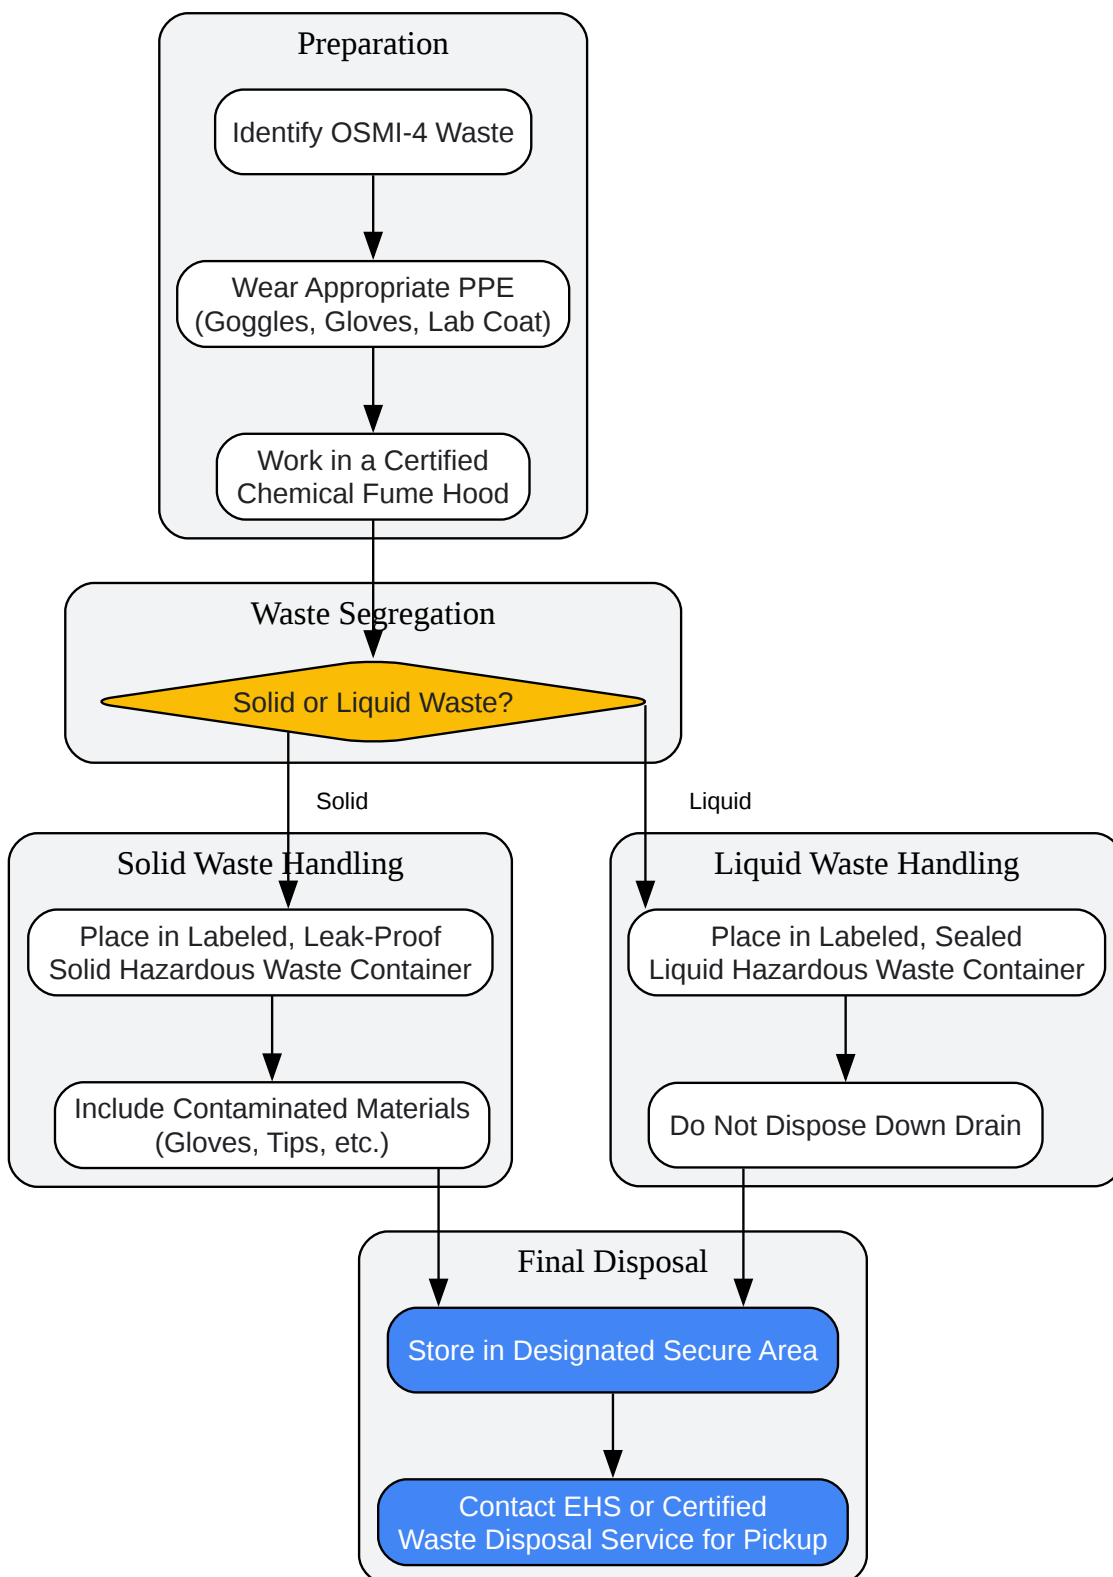 Preparation
Identify OSMI-4 Waste
Wear Appropriate PPE
(Goggles, Gloves, Lab Coat)
Work in a Certified
Chemical Fume Hood
Waste Segregation
Solid or Liquid Waste?
Solid
Liquid
Solid Waste Handling
Place in Labeled, Leak-Proof
Solid Hazardous Waste Container
Include Contaminated Materials
(Gloves, Tips, etc.)
Liquid Waste Handling
Place in Labeled, Sealed
Liquid Hazardous Waste Container
Do Not Dispose Down Drain
Final Disposal
Store in Designated Secure Area
Contact EHS or Certified
Waste Disposal Service for Pickup